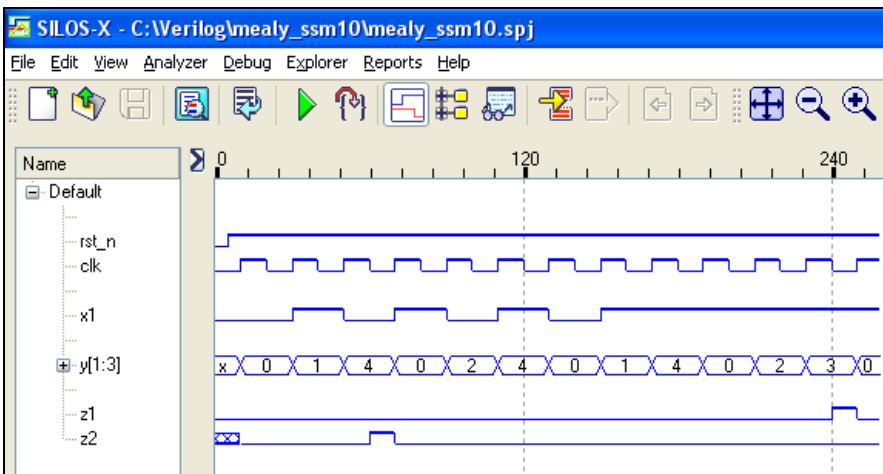 SILOS-X - C:\Verilog\mealy_ssm10\mealy_ssm10.spj
File Edit View Analyzer Debug Explorer Reports Help
Name 0 120 240
Default
rst_n
clk
x1
y[1:3] x 0 1 4 0 2 4 0 1 4 0 2 3 0
z1
z2